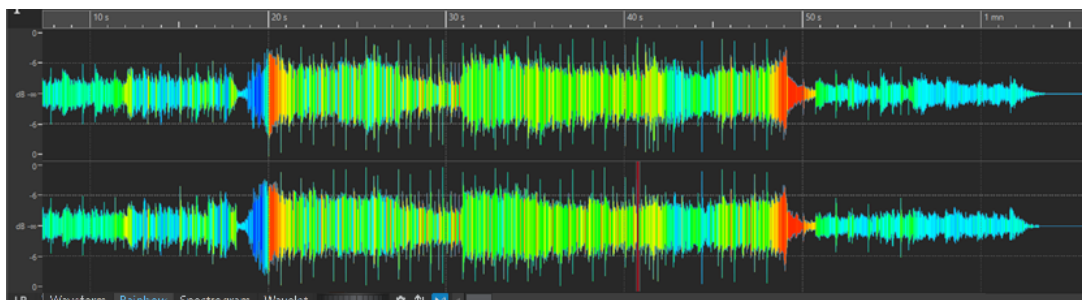 10 s 20 s 30 s 40 s 50 s 1 mn
0-
-6-
dB -∞-
-6-
0-
0-
-6-
dB -∞-
-6-
0-
LR Waveform Rainbow Spectrogram Wavelet